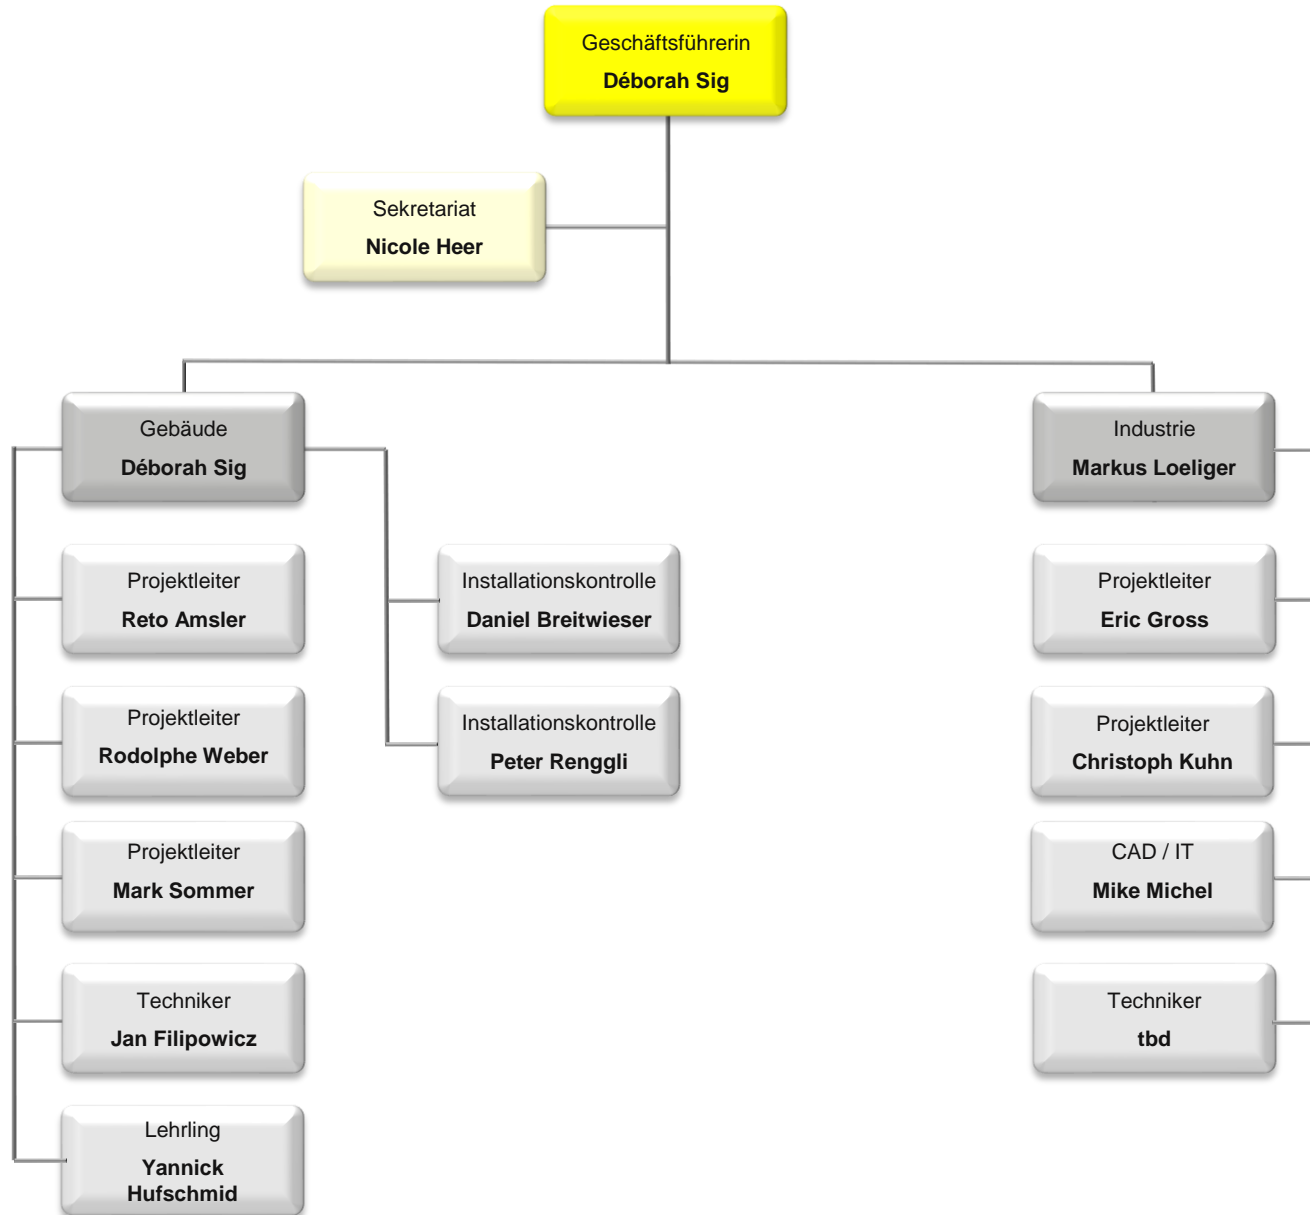 Geschäftsführerin
Déborah Sig
Sekretariat
Nicole Heer
Gebäude
Déborah Sig
Projektleiter
Reto Amsler
Projektleiter
Rodolphe Weber
Projektleiter
Mark Sommer
Techniker
Jan Filipowicz
Lehrling
Yannick
Hufschmid
Installationskontrolle
Daniel Breitwieser
Installationskontrolle
Peter Renggli
Industrie
Markus Loeliger
Projektleiter
Eric Gross
Projektleiter
Christoph Kuhn
CAD / IT
Mike Michel
Techniker
tbd